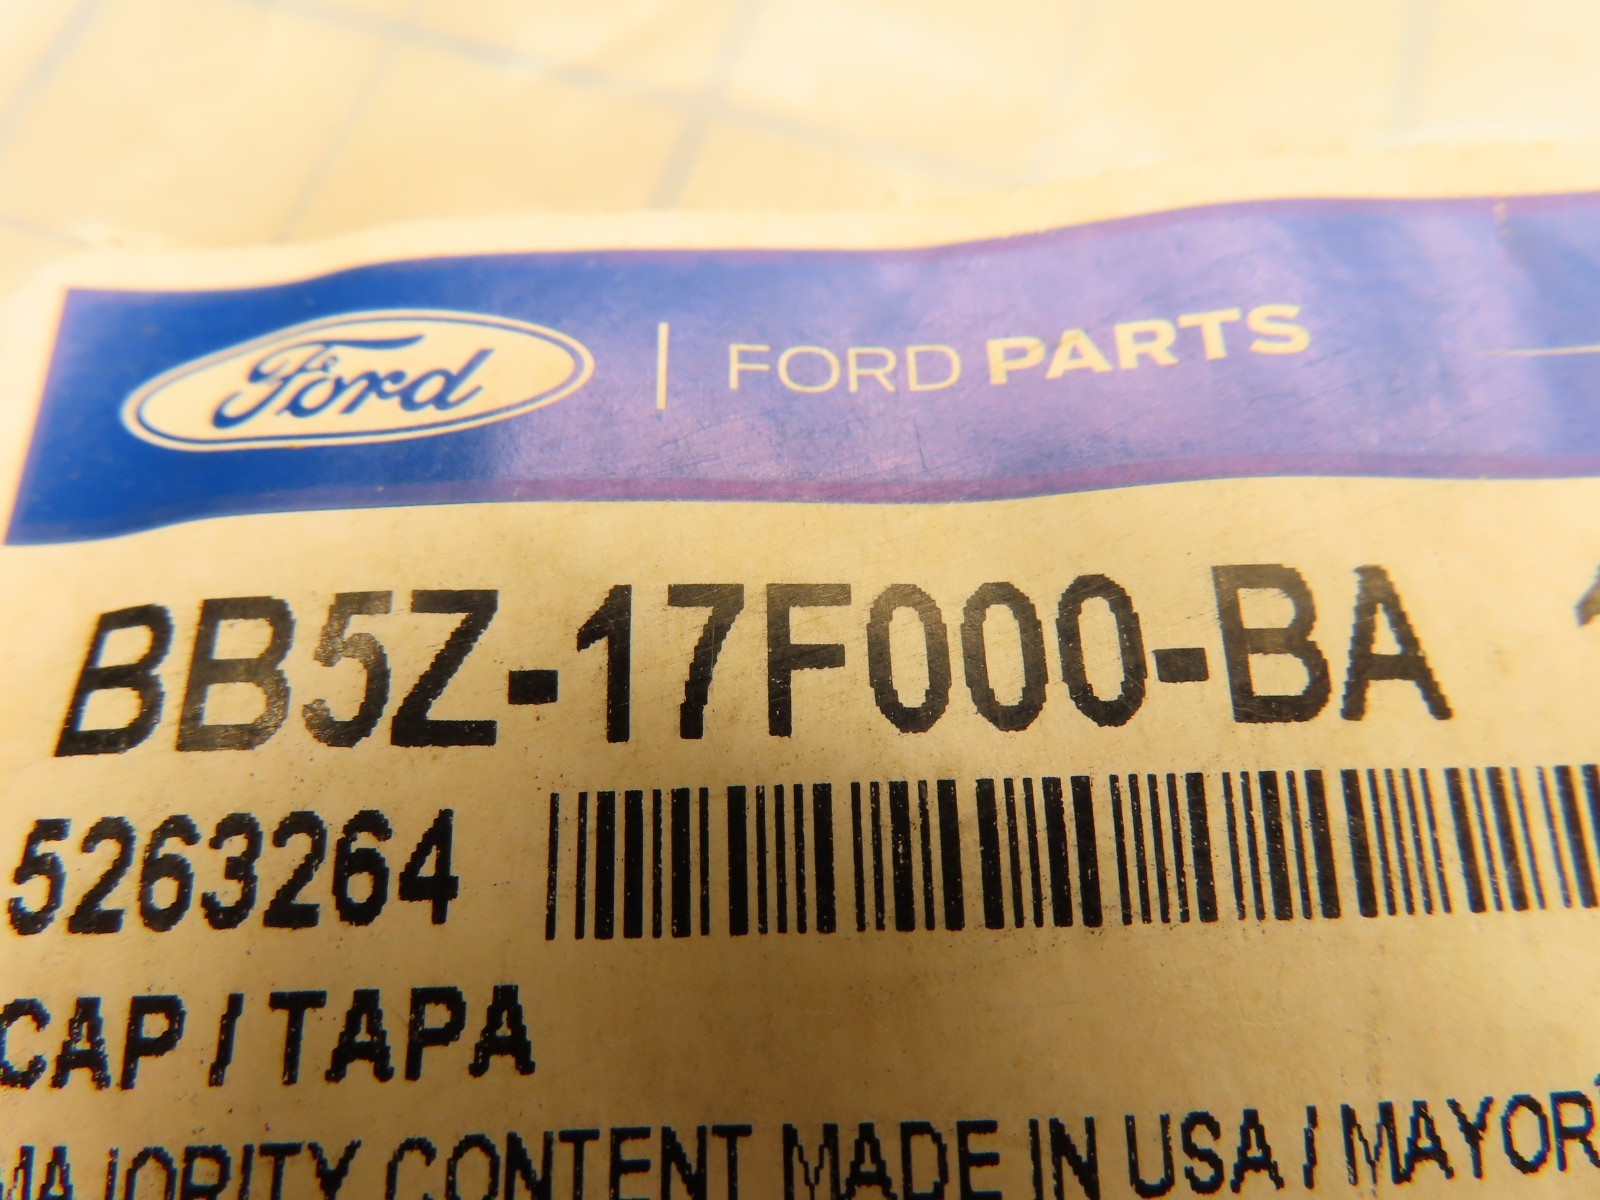 Ford | FORD PARTS
BB5Z-17F000-BA
5263264
CAP / TAPA
MAJORITY CONTENT MADE IN USA / MAYOR